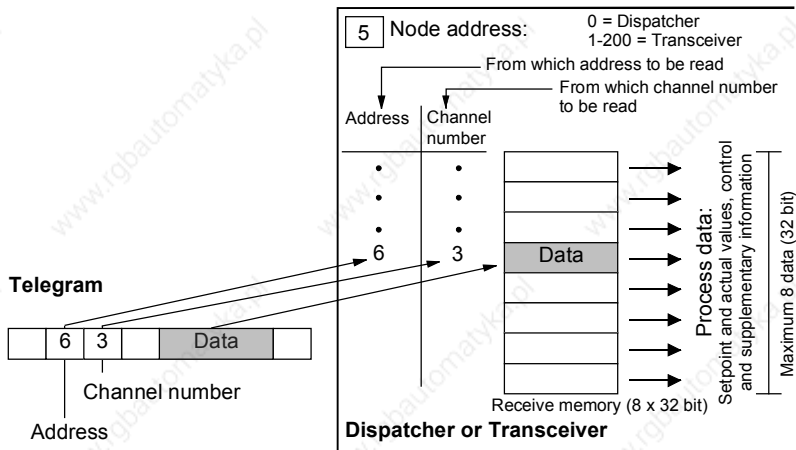 5 Node address:
0 = Dispatcher
1-200 = Transceiver
From which address to be read
From which channel number
to be read
Address
Channel
number
6
3
Data
Process data:
Setpoint and actual values, control
and supplementary information
Maximum 8 data (32 bit)
Receive memory (8 x 32 bit)
Dispatcher or Transceiver
Telegram
6
3
Data
Channel number
Address
www.rgbautomatyka.pl